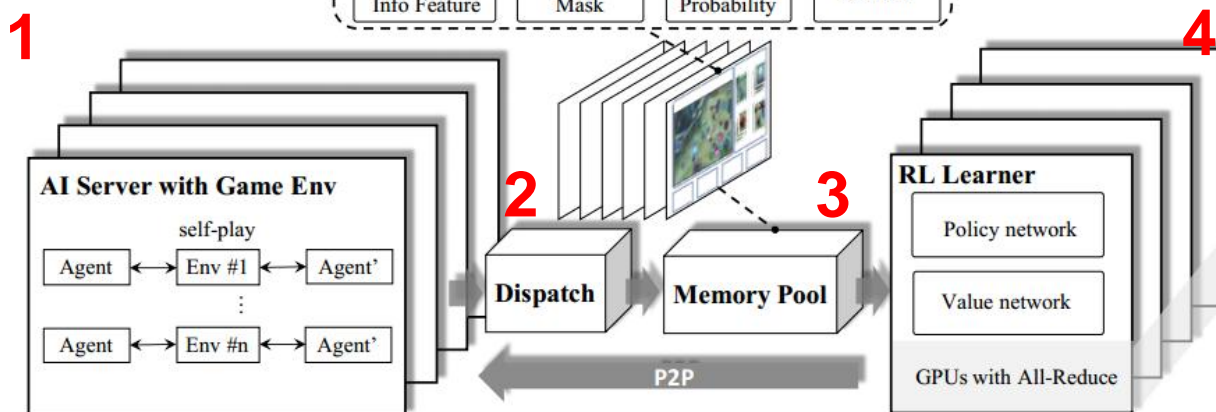 Info Feature
Mask
Probability
1
4
AI Server with Game Env
self-play
Agent
Env #1
Agent’
⋮
Agent
Env #n
Agent’
2
Dispatch
3
Memory Pool
P2P
RL Learner
Policy network
Value network
GPUs with All-Reduce